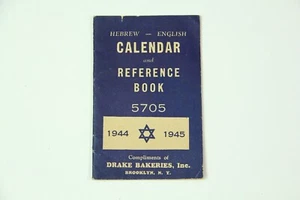 HEBREW — ENGLISH
CALENDAR
and
REFERENCE
BOOK
5705
1944 1945
Compliments of
DRAKE BAKERIES, Inc.
BROOKLYN, N. Y.